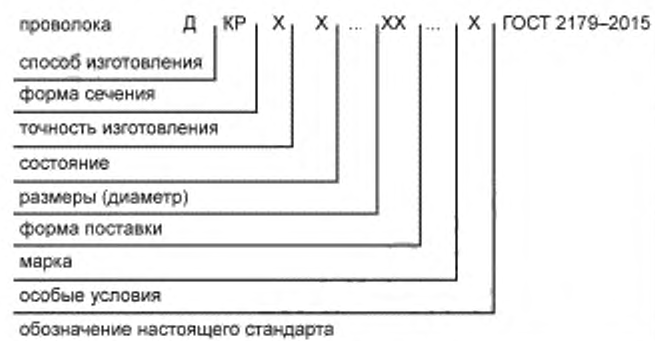 проволока Д КР Х Х ... ХХ ... Х ГОСТ 2179–2015
способ изготовления
форма сечения
точность изготовления
состояние
размеры (диаметр)
форма поставки
марка
особые условия
обозначение настоящего стандарта